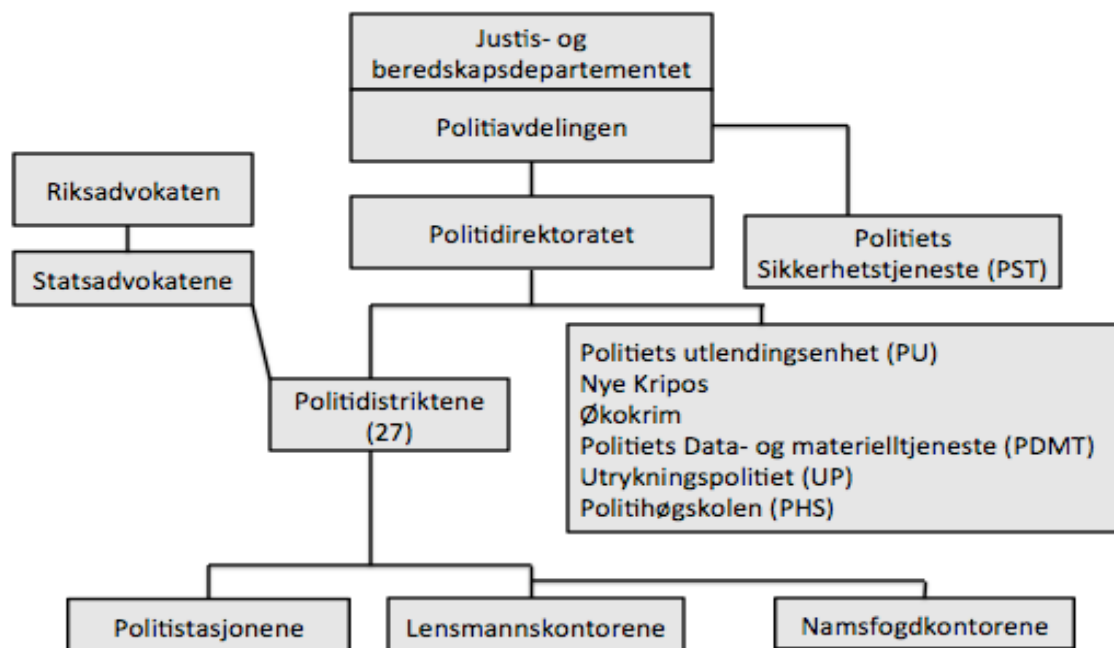 Justis- og
beredskapsdepartementet
Politiavdelingen
Riksadvokaten
Statsadvokatene
Politidirektoratet
Politiets
Sikkerhetstjeneste (PST)
Politidistriktene
(27)
Politiets utlendingsenhet (PU)
Nye Kripos
Økokrim
Politiets Data- og materielltjeneste (PDMT)
Utrykningspolitiet (UP)
Politihøgskolen (PHS)
Politistasjonene
Lensmannskontorene
Namsfogdkontorene